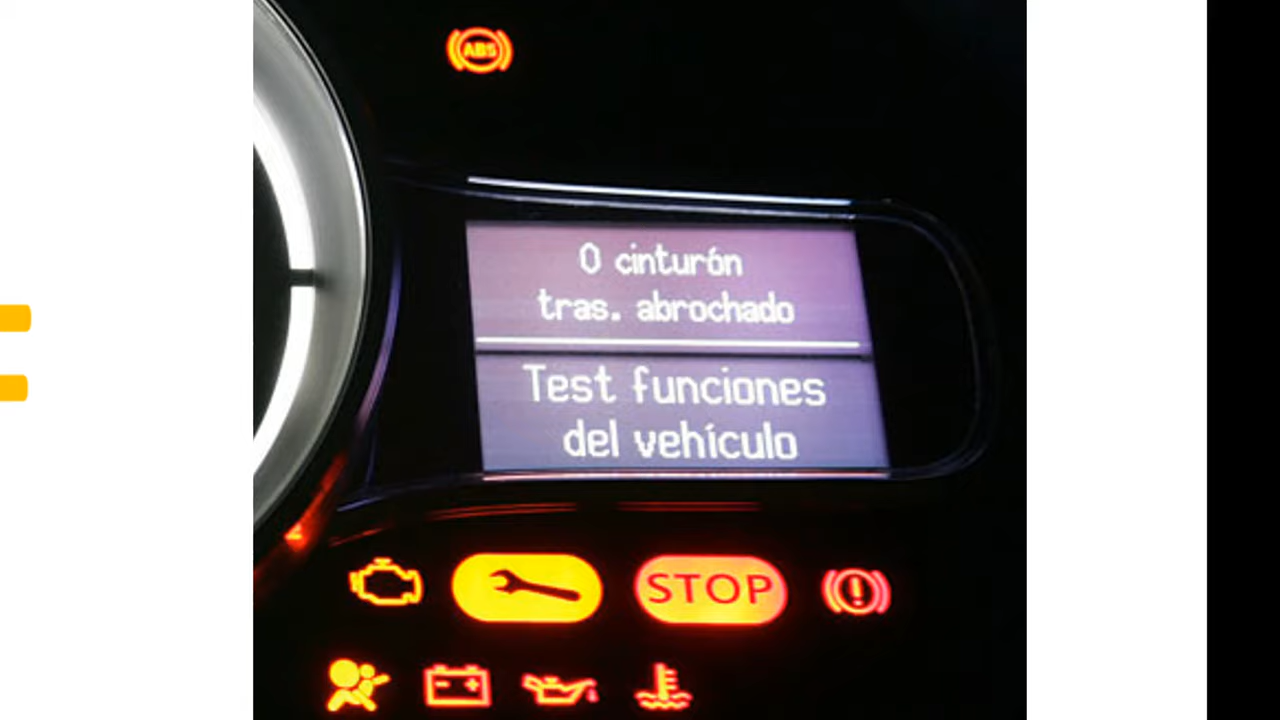 ABS
0 cinturón
tras. abrochado
Test funciones
del vehículo
STOP